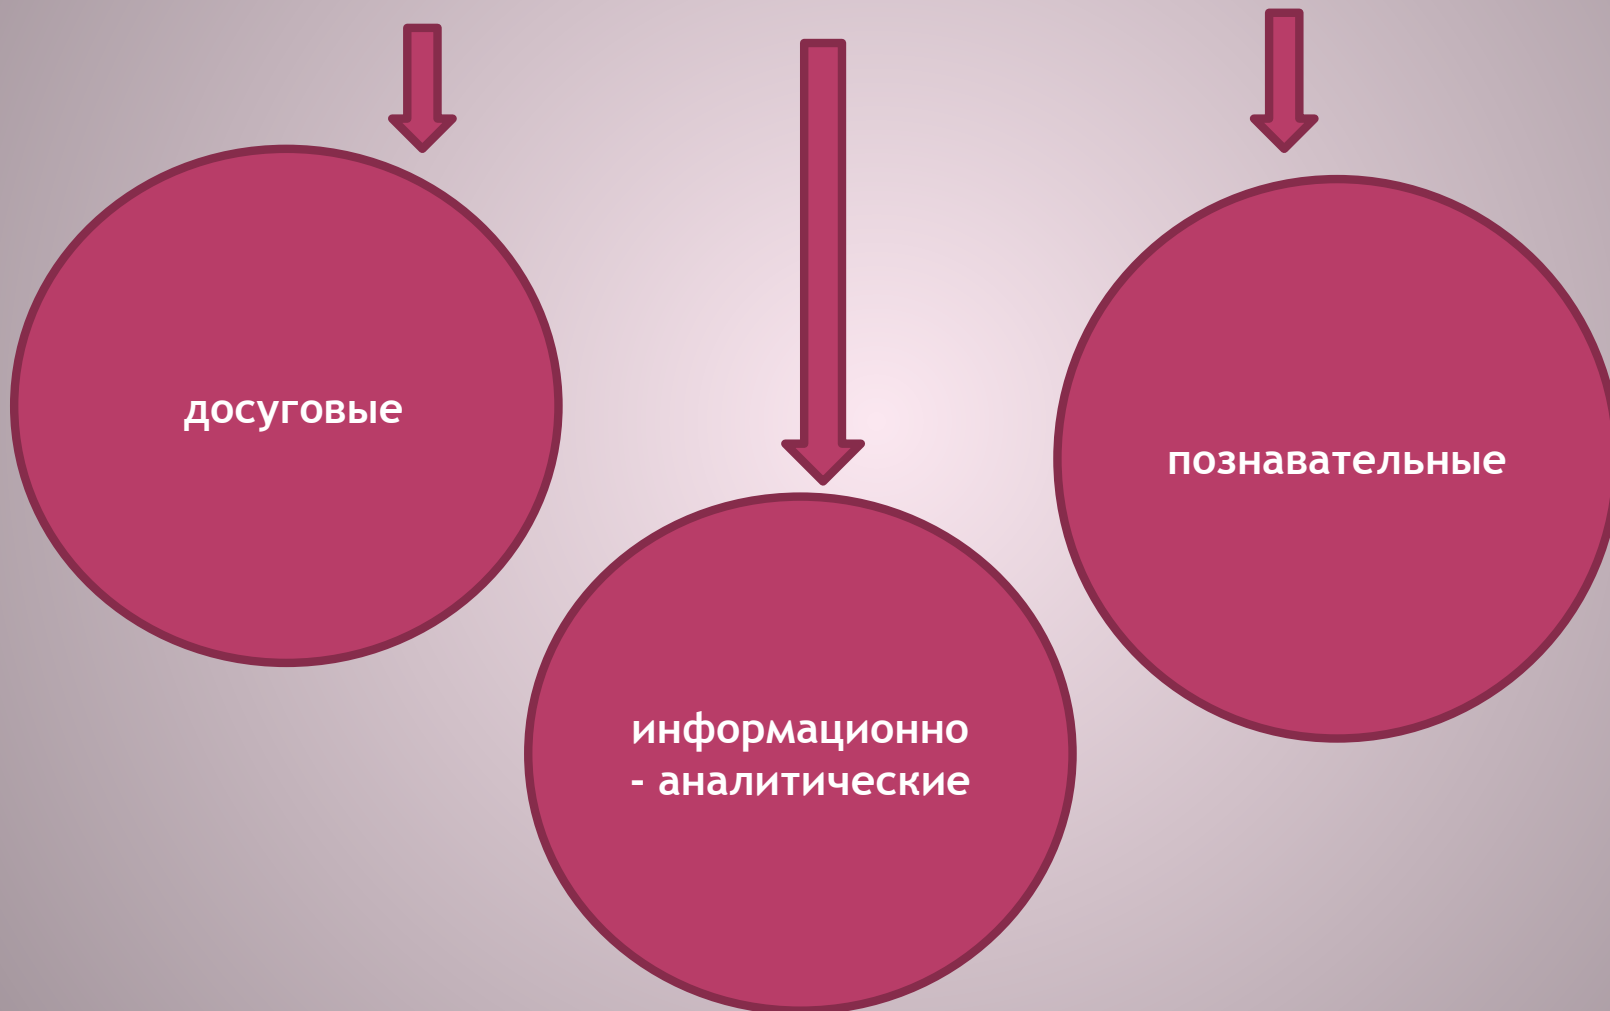 досуговые
познавательные
информационно
- аналитические